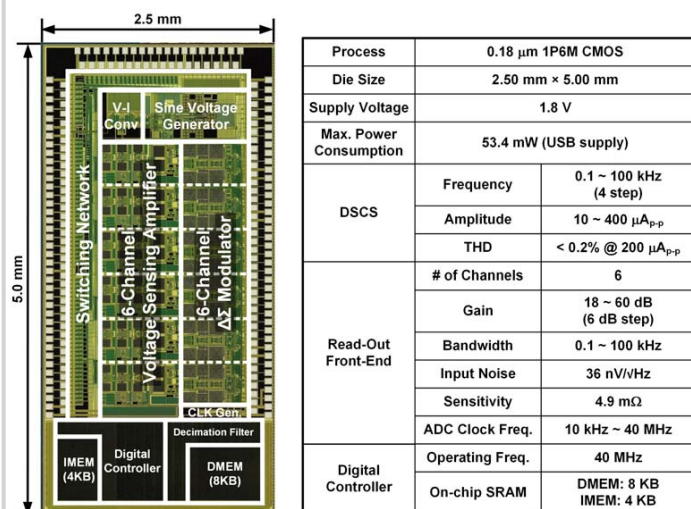 2.5 mm
5.0 mm
V-I
Conv
Sine Voltage
Generator
Switching Network
6-Channel
Voltage Sensing Amplifier
6-Channel
ΔΣ Modulator
CLK Gen.
Decimation Filter
IMEM
(4KB)
Digital
Controller
DMEM
(8KB)
Process 0.18 μm 1P6M CMOS
Die Size 2.50 mm × 5.00 mm
Supply Voltage 1.8 V
Max. Power
Consumption
53.4 mW (USB supply)
DSCS
Frequency
0.1 ~ 100 kHz
(4 step)
Amplitude 10 ~ 400 μAp-p
THD < 0.2% @ 200 μAp-p
Read-Out
Front-End
# of Channels 6
Gain
18 ~ 60 dB
(6 dB step)
Bandwidth 0.1 ~ 100 kHz
Input Noise 36 nV/√Hz
Sensitivity 4.9 mΩ
ADC Clock Freq. 10 kHz ~ 40 MHz
Digital
Controller
Operating Freq. 40 MHz
On-chip SRAM
DMEM: 8 KB
IMEM: 4 KB